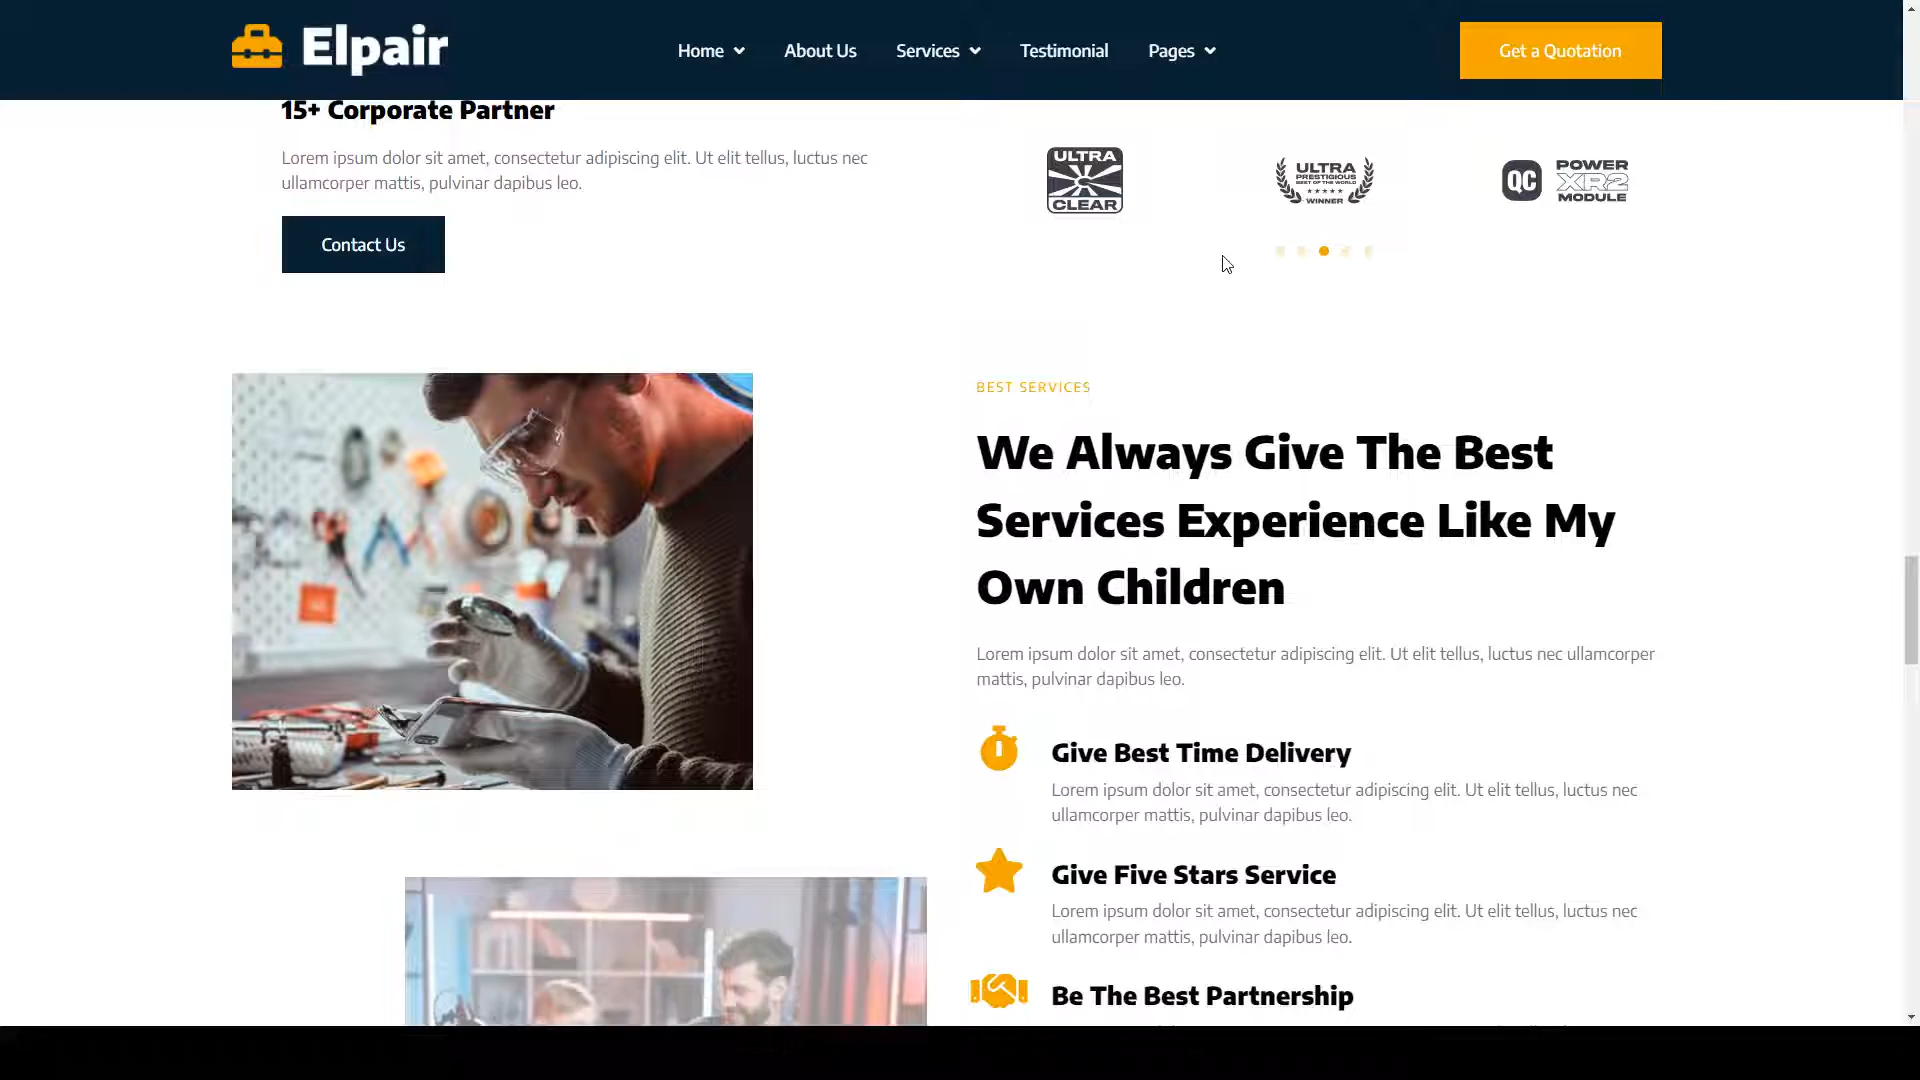 Elpair
Home
About Us
Services
Testimonial
Pages
Get a Quotation
15+ Corporate Partner
Lorem ipsum dolor sit amet, consectetur adipiscing elit. Ut elit tellus, luctus nec
ullamcorper mattis, pulvinar dapibus leo.
Contact Us
ULTRA
CLEAR
ULTRA
PRESTIGIOUS
BEST OF THE WORLD
WINNER
QC
POWER
XR2
MODULE
BEST SERVICES
We Always Give The Best
Services Experience Like My
Own Children
Lorem ipsum dolor sit amet, consectetur adipiscing elit. Ut elit tellus, luctus nec ullamcorper
mattis, pulvinar dapibus leo.
Give Best Time Delivery
Lorem ipsum dolor sit amet, consectetur adipiscing elit. Ut elit tellus, luctus nec
ullamcorper mattis, pulvinar dapibus leo.
Give Five Stars Service
Lorem ipsum dolor sit amet, consectetur adipiscing elit. Ut elit tellus, luctus nec
ullamcorper mattis, pulvinar dapibus leo.
Be The Best Partnership